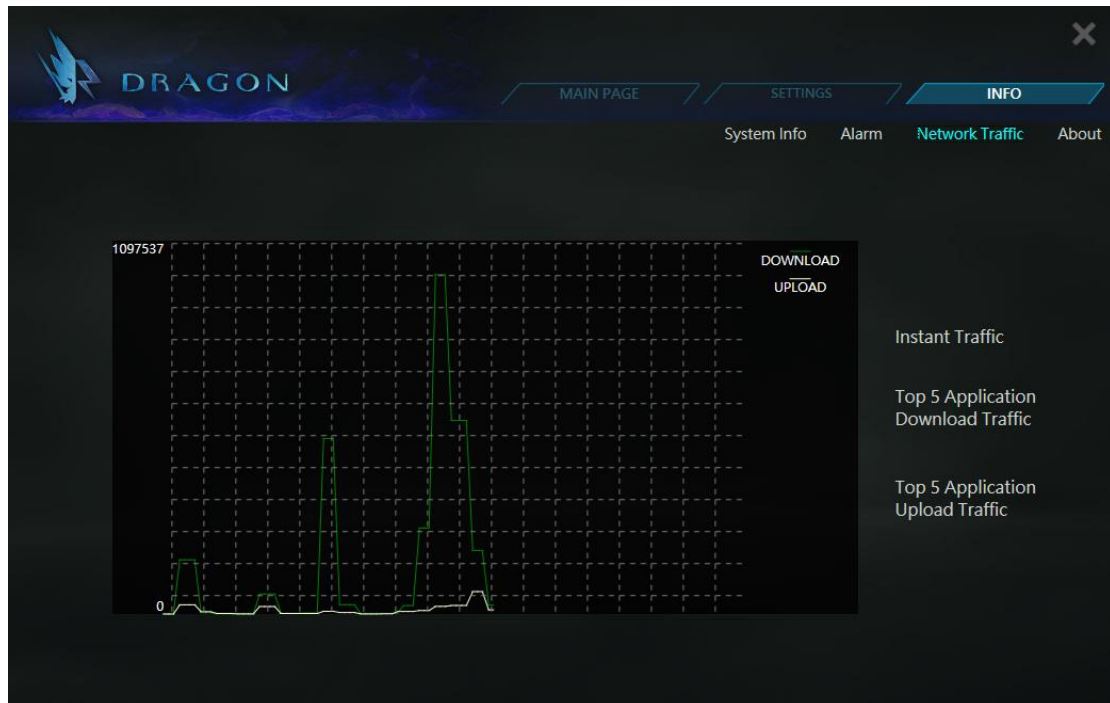 DRAGON
MAIN PAGE
SETTINGS
INFO
System Info
Alarm
Network Traffic
About
1097537
DOWNLOAD
UPLOAD
0
Instant Traffic
Top 5 Application
Download Traffic
Top 5 Application
Upload Traffic